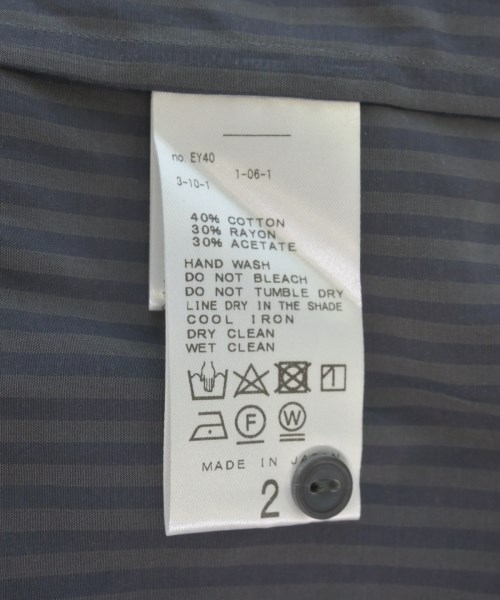 no. EY40
1-06-1
3-10-1
40% COTTON
30% RAYON
30% ACETATE
HAND WASH
DO NOT BLEACH
DO NOT TUMBLE DRY
LINE DRY IN THE SHADE
COOL IRON
DRY CLEAN
WET CLEAN
F W
MADE IN
2